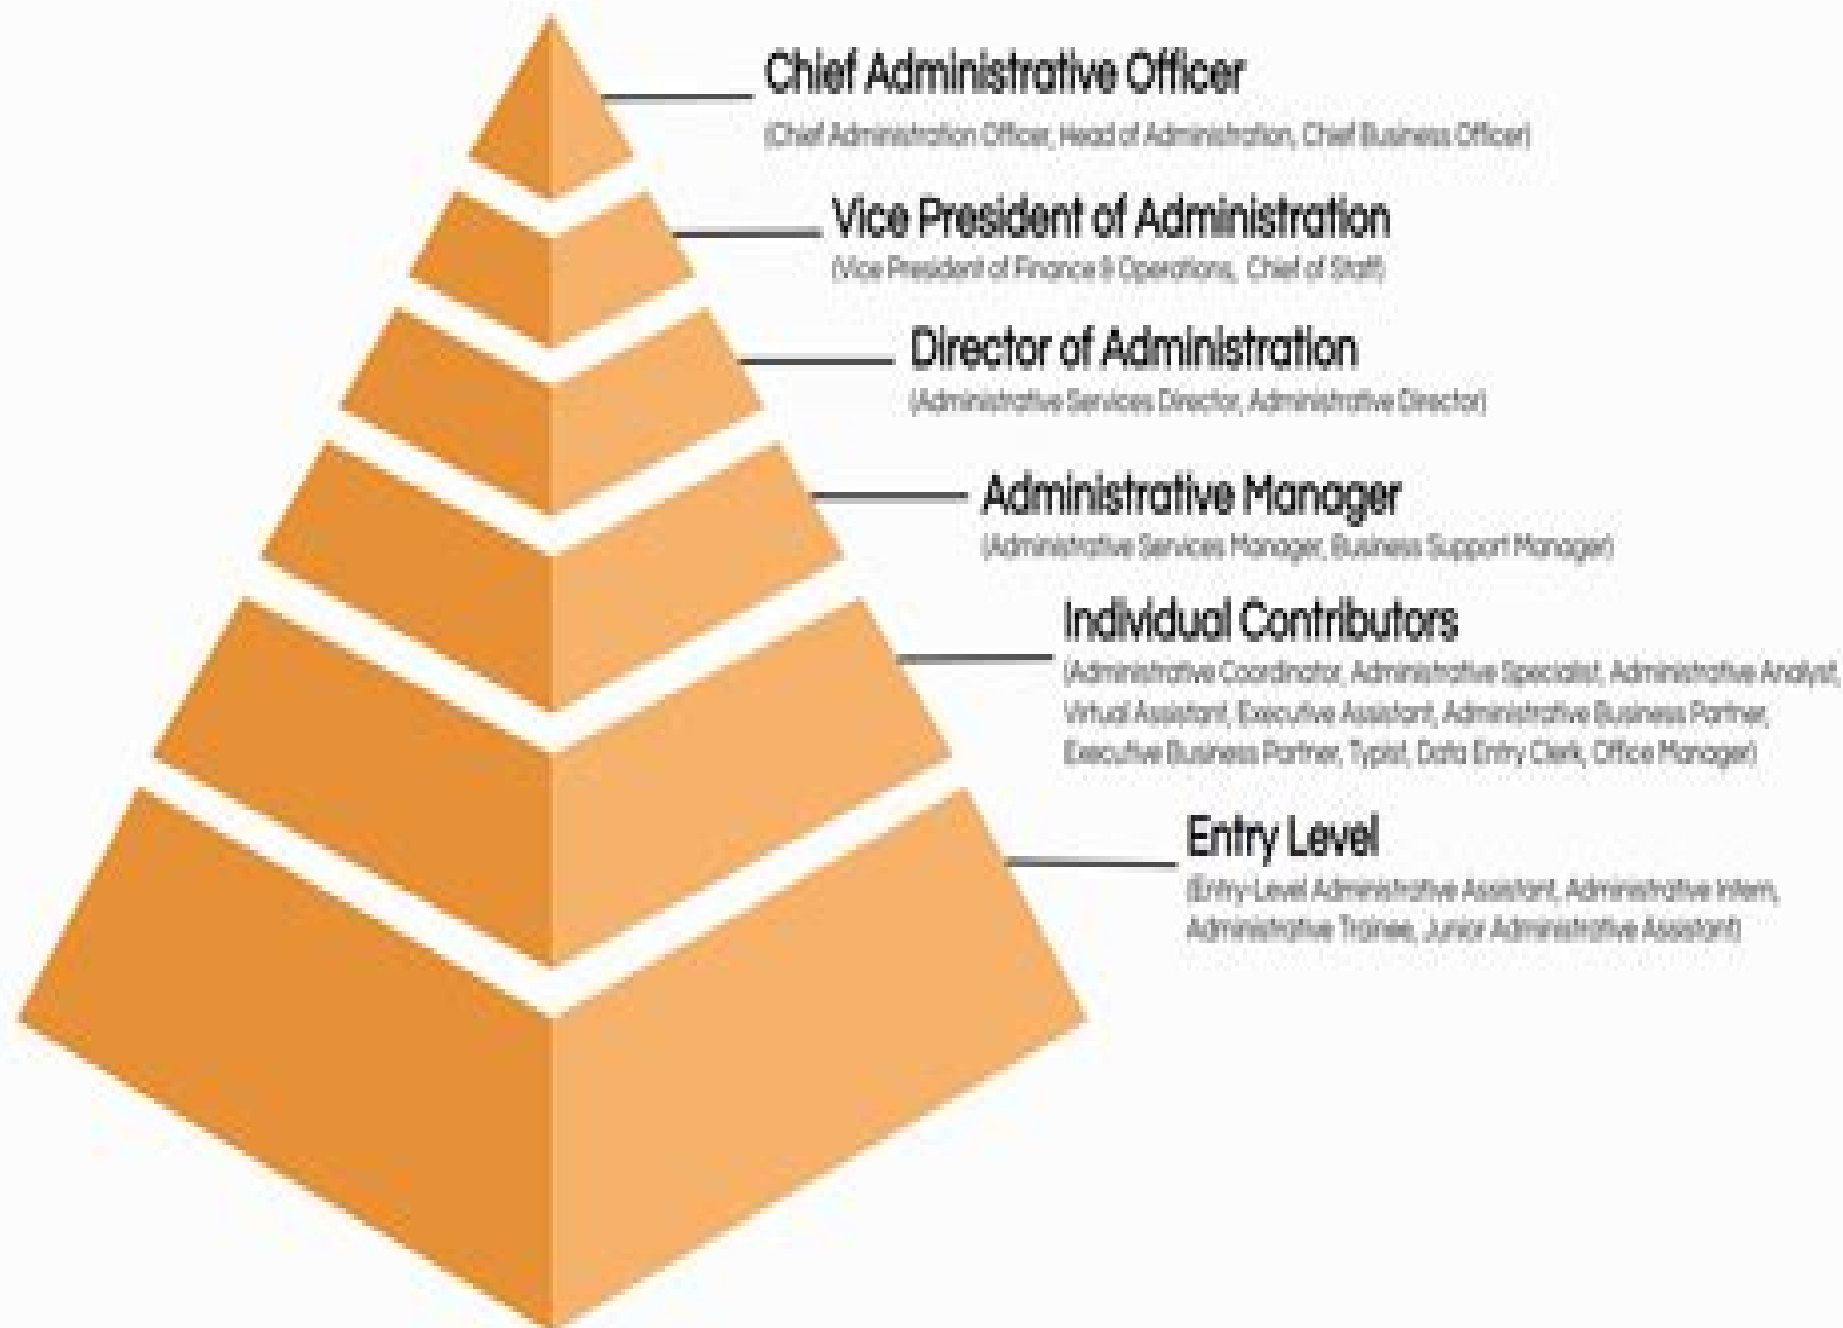 Chief Administrative Officer
(Chief Administration Officer, Head of Administration, Chief Business Officer)
Vice President of Administration
(Vice President of Finance & Operations, Chief of Staff)
Director of Administration
(Administrative Services Director, Administrative Director)
Administrative Manager
(Administrative Services Manager, Business Support Manager)
Individual Contributors
(Administrative Coordinator, Administrative Specialist, Administrative Analyst,
Virtual Assistant, Executive Assistant, Administrative Business Partner,
Executive Business Partner, Typist, Data Entry Clerk, Office Manager)
Entry Level
(Entry-Level Administrative Assistant, Administrative Intern,
Administrative Trainee, Junior Administrative Assistant)